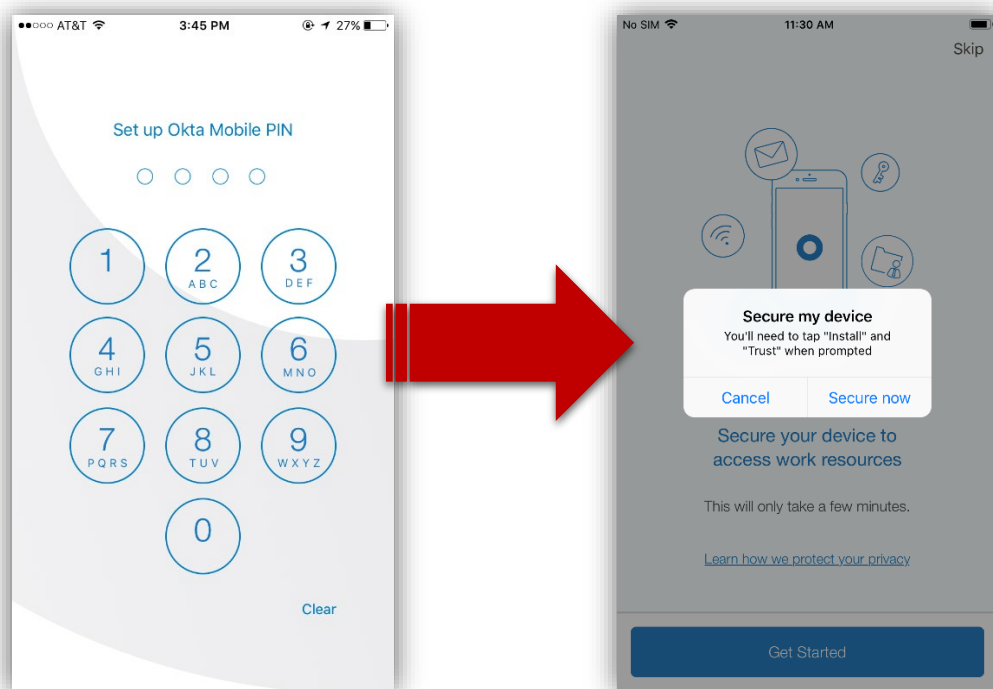 AT&T 3:45 PM 27%
Set up Okta Mobile PIN
1
2
ABC
3
DEF
4
GHI
5
JKL
6
MNO
7
PQRS
8
TUV
9
WXYZ
0
Clear
No SIM 11:30 AM
Skip
Secure my device
You'll need to tap "Install" and
"Trust" when prompted
Cancel Secure now
Secure your device to
access work resources
This will only take a few minutes.
Learn how we protect your privacy
Get Started